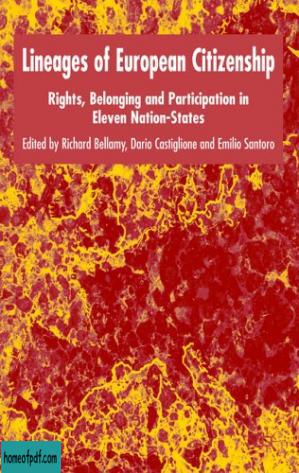 Lineages of European Citizenship
Rights, Belonging and Participation in
Eleven Nation-States
Edited by Richard Bellamy, Dario Castiglione and Emilio Santoro
homeofpdf.com